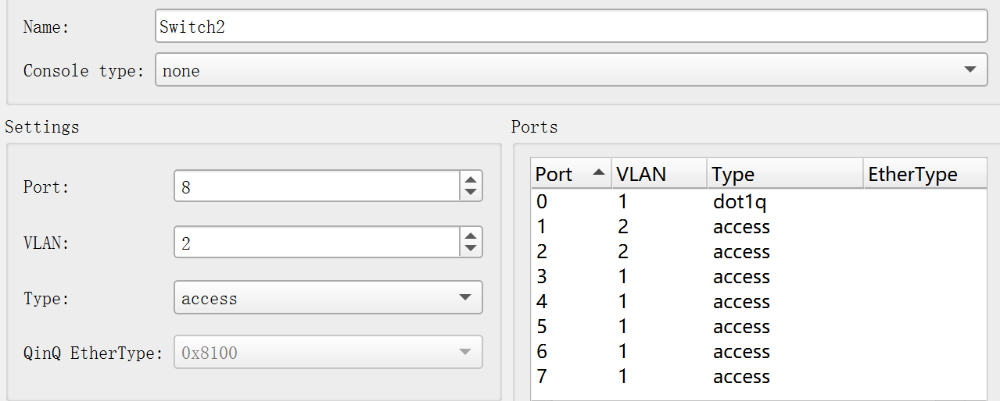 Name: Switch2
Console type: none
Settings
Port: 8
VLAN: 2
Type: access
QinQ EtherType: 0x8100
Ports
Port VLAN Type EtherType
0 1 dot1q
1 2 access
2 2 access
3 1 access
4 1 access
5 1 access
6 1 access
7 1 access